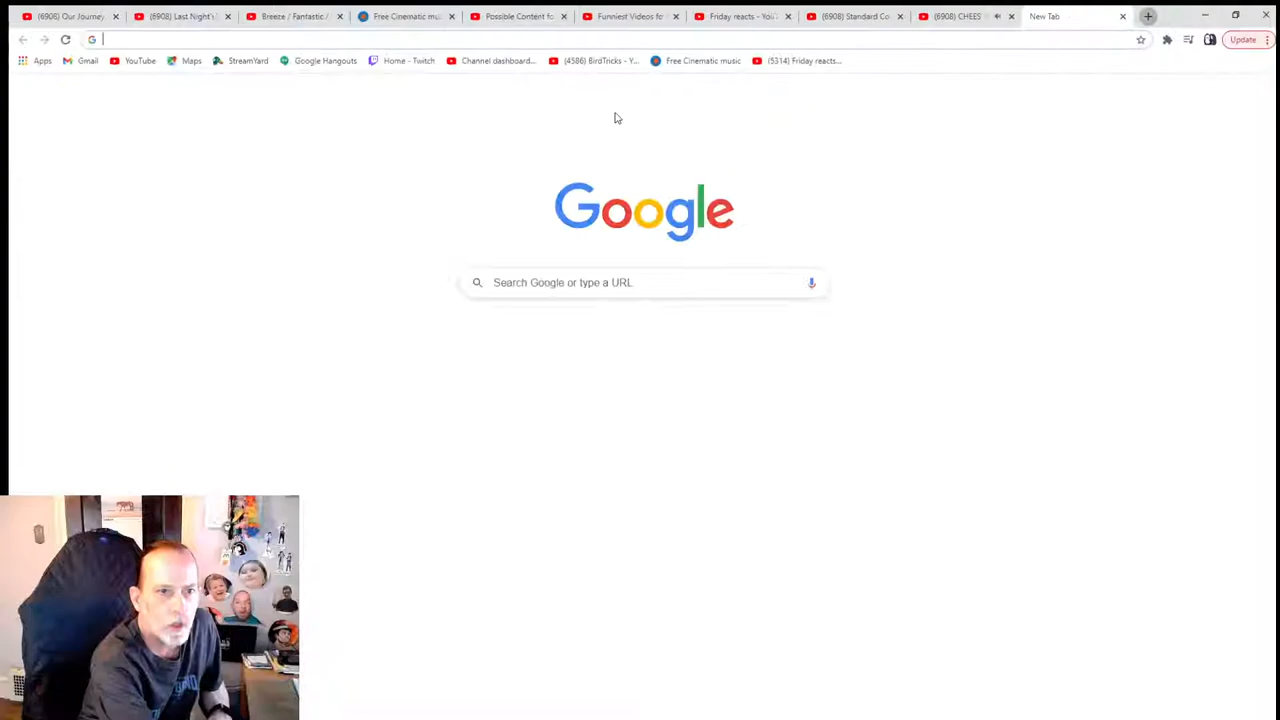 (6908) Our Journey
(6908) Last Night's
Breeze / Fantastic /
Free Cinematic mu
Possible Content fo
Funniest Videos for
Friday reacts - YouT
(6908) Standard Co
(6908) CHEES
New Tab
Update
Apps
Gmail
YouTube
Maps
StreamYard
Google Hangouts
Home - Twitch
Channel dashboard...
(4586) BirdTricks - Y...
Free Cinematic music
(5314) Friday reacts...
Google
Search Google or type a URL